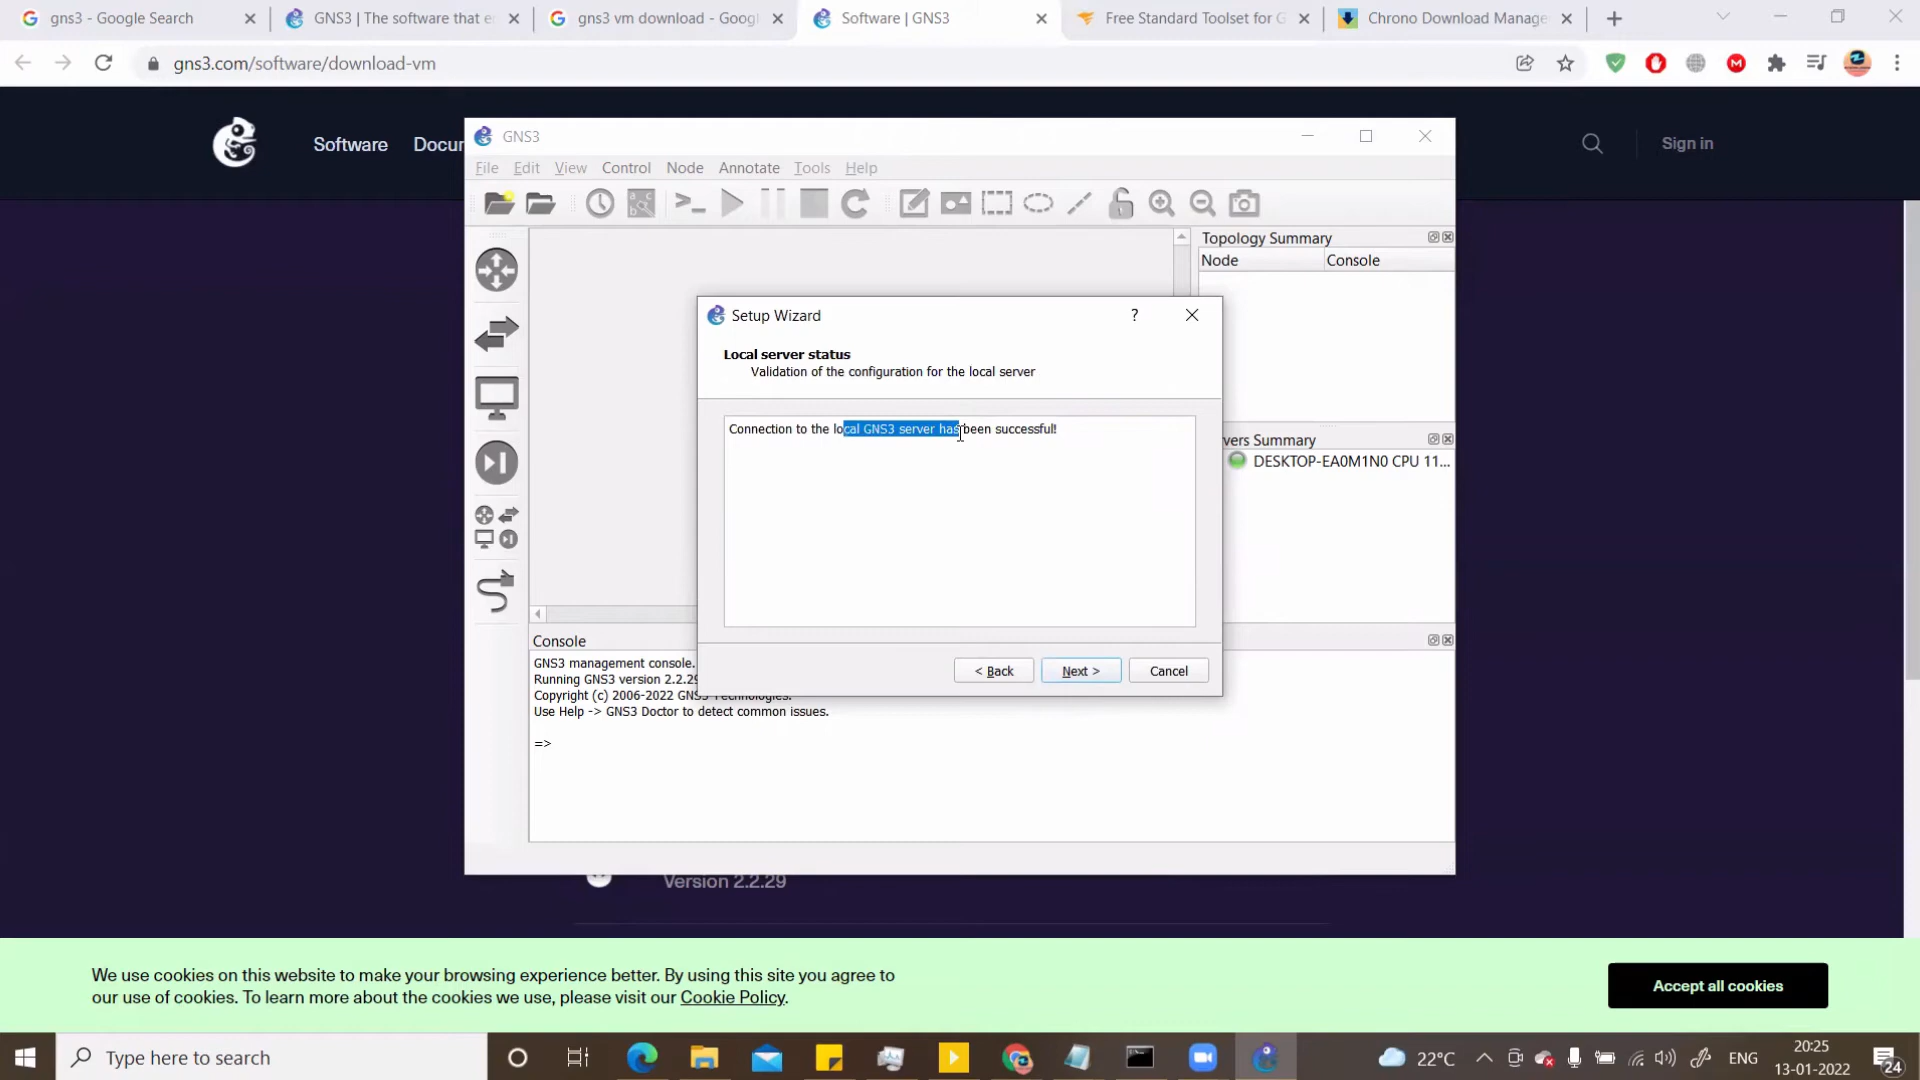 gns3 - Google Search
GNS3 | The software that e
gns3 vm download - Googl
Software | GNS3
Free Standard Toolset for G
Chrono Download Manage
gns3.com/software/download-vm
Software
Docu
Sign in
GNS3
File Edit View Control Node Annotate Tools Help
Topology Summary
Node Console
Setup Wizard
Local server status
Validation of the configuration for the local server
Connection to the local GNS3 server has been successful!
vers Summary
DESKTOP-EA0M1N0 CPU 11...
< Back
Next >
Cancel
Console
GNS3 management console.
Running GNS3 version 2.2.29
Copyright (c) 2006-2022 GNS3 Technologies.
Use Help -> GNS3 Doctor to detect common issues.
=>
Version 2.2.29
We use cookies on this website to make your browsing experience better. By using this site you agree to
our use of cookies. To learn more about the cookies we use, please visit our Cookie Policy.
Accept all cookies
Type here to search
22°C
ENG
20:25
13-01-2022
24